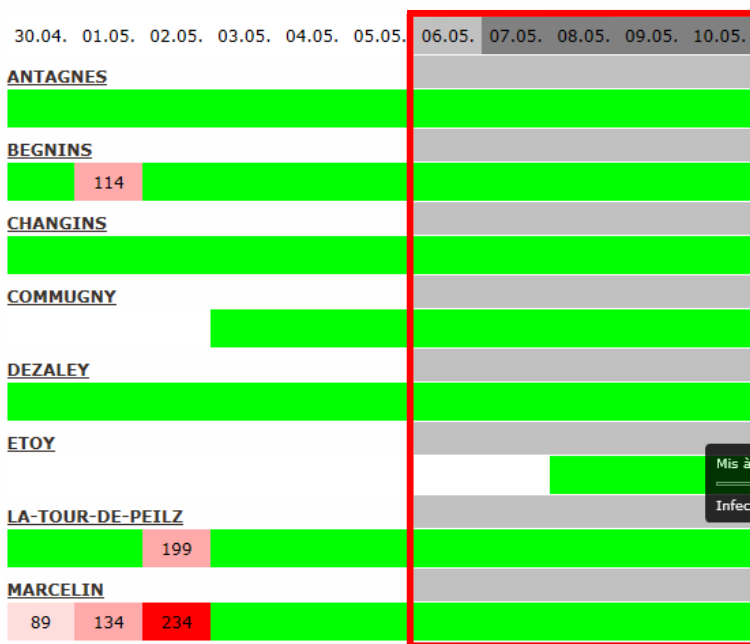 30.04. 01.05. 02.05. 03.05. 04.05. 05.05. 06.05. 07.05. 08.05. 09.05. 10.05.
ANTAGNES
BEGNINS
114
CHANGINS
COMMUGNY
DEZALEY
ETOY
Mis à
Infec
LA-TOUR-DE-PEILZ
199
MARCELIN
89 134 234